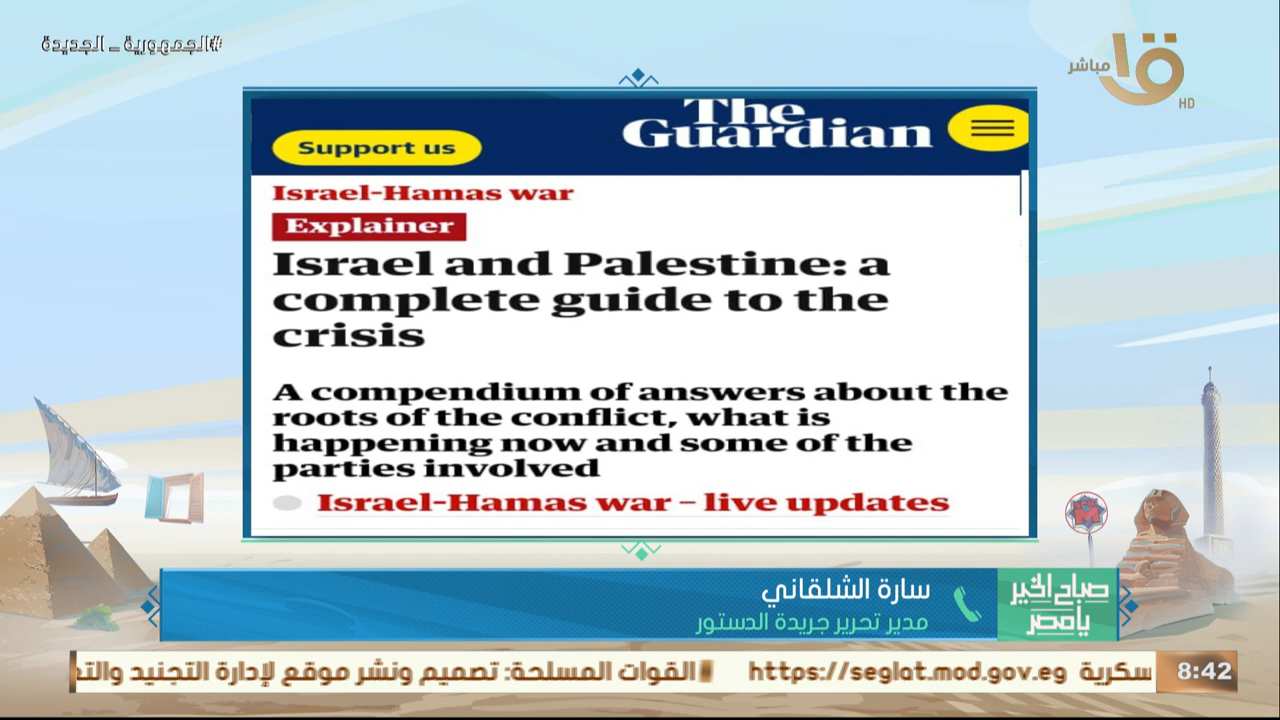 #الجمهورية_الجديدة
مباشر
HD
The
Guardian
Support us
Israel-Hamas war
Explainer
Israel and Palestine: a
complete guide to the
crisis
A compendium of answers about the
roots of the conflict, what is
happening now and some of the
parties involved
Israel-Hamas war – live updates
صباح الخير
يا مصر
سارة الشلقاني
مدير تحرير جريدة الدستور
8:42
سكرية https://seglat.mod.gov.eg القوات المسلحة: تصميم ونشر موقع لإدارة التجنيد والتج